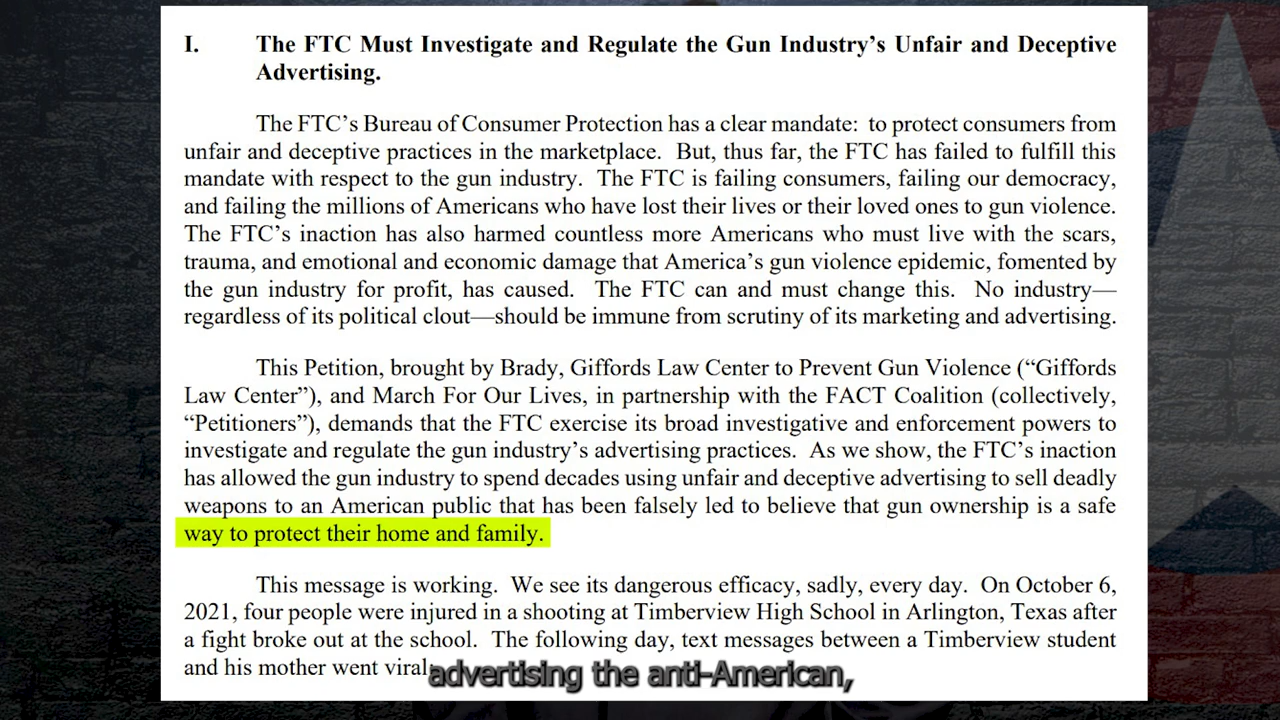 I. The FTC Must Investigate and Regulate the Gun Industry’s Unfair and Deceptive
Advertising.
The FTC’s Bureau of Consumer Protection has a clear mandate: to protect consumers from
unfair and deceptive practices in the marketplace. But, thus far, the FTC has failed to fulfill this
mandate with respect to the gun industry. The FTC is failing consumers, failing our democracy,
and failing the millions of Americans who have lost their lives or their loved ones to gun violence.
The FTC’s inaction has also harmed countless more Americans who must live with the scars,
trauma, and emotional and economic damage that America’s gun violence epidemic, fomented by
the gun industry for profit, has caused. The FTC can and must change this. No industry—
regardless of its political clout—should be immune from scrutiny of its marketing and advertising.
This Petition, brought by Brady, Giffords Law Center to Prevent Gun Violence (“Giffords
Law Center”), and March For Our Lives, in partnership with the FACT Coalition (collectively,
“Petitioners”), demands that the FTC exercise its broad investigative and enforcement powers to
investigate and regulate the gun industry’s advertising practices. As we show, the FTC’s inaction
has allowed the gun industry to spend decades using unfair and deceptive advertising to sell deadly
weapons to an American public that has been falsely led to believe that gun ownership is a safe
way to protect their home and family.
This message is working. We see its dangerous efficacy, sadly, every day. On October 6,
2021, four people were injured in a shooting at Timberview High School in Arlington, Texas after
a fight broke out at the school. The following day, text messages between a Timberview student
and his mother went viral
advertising the anti-American,